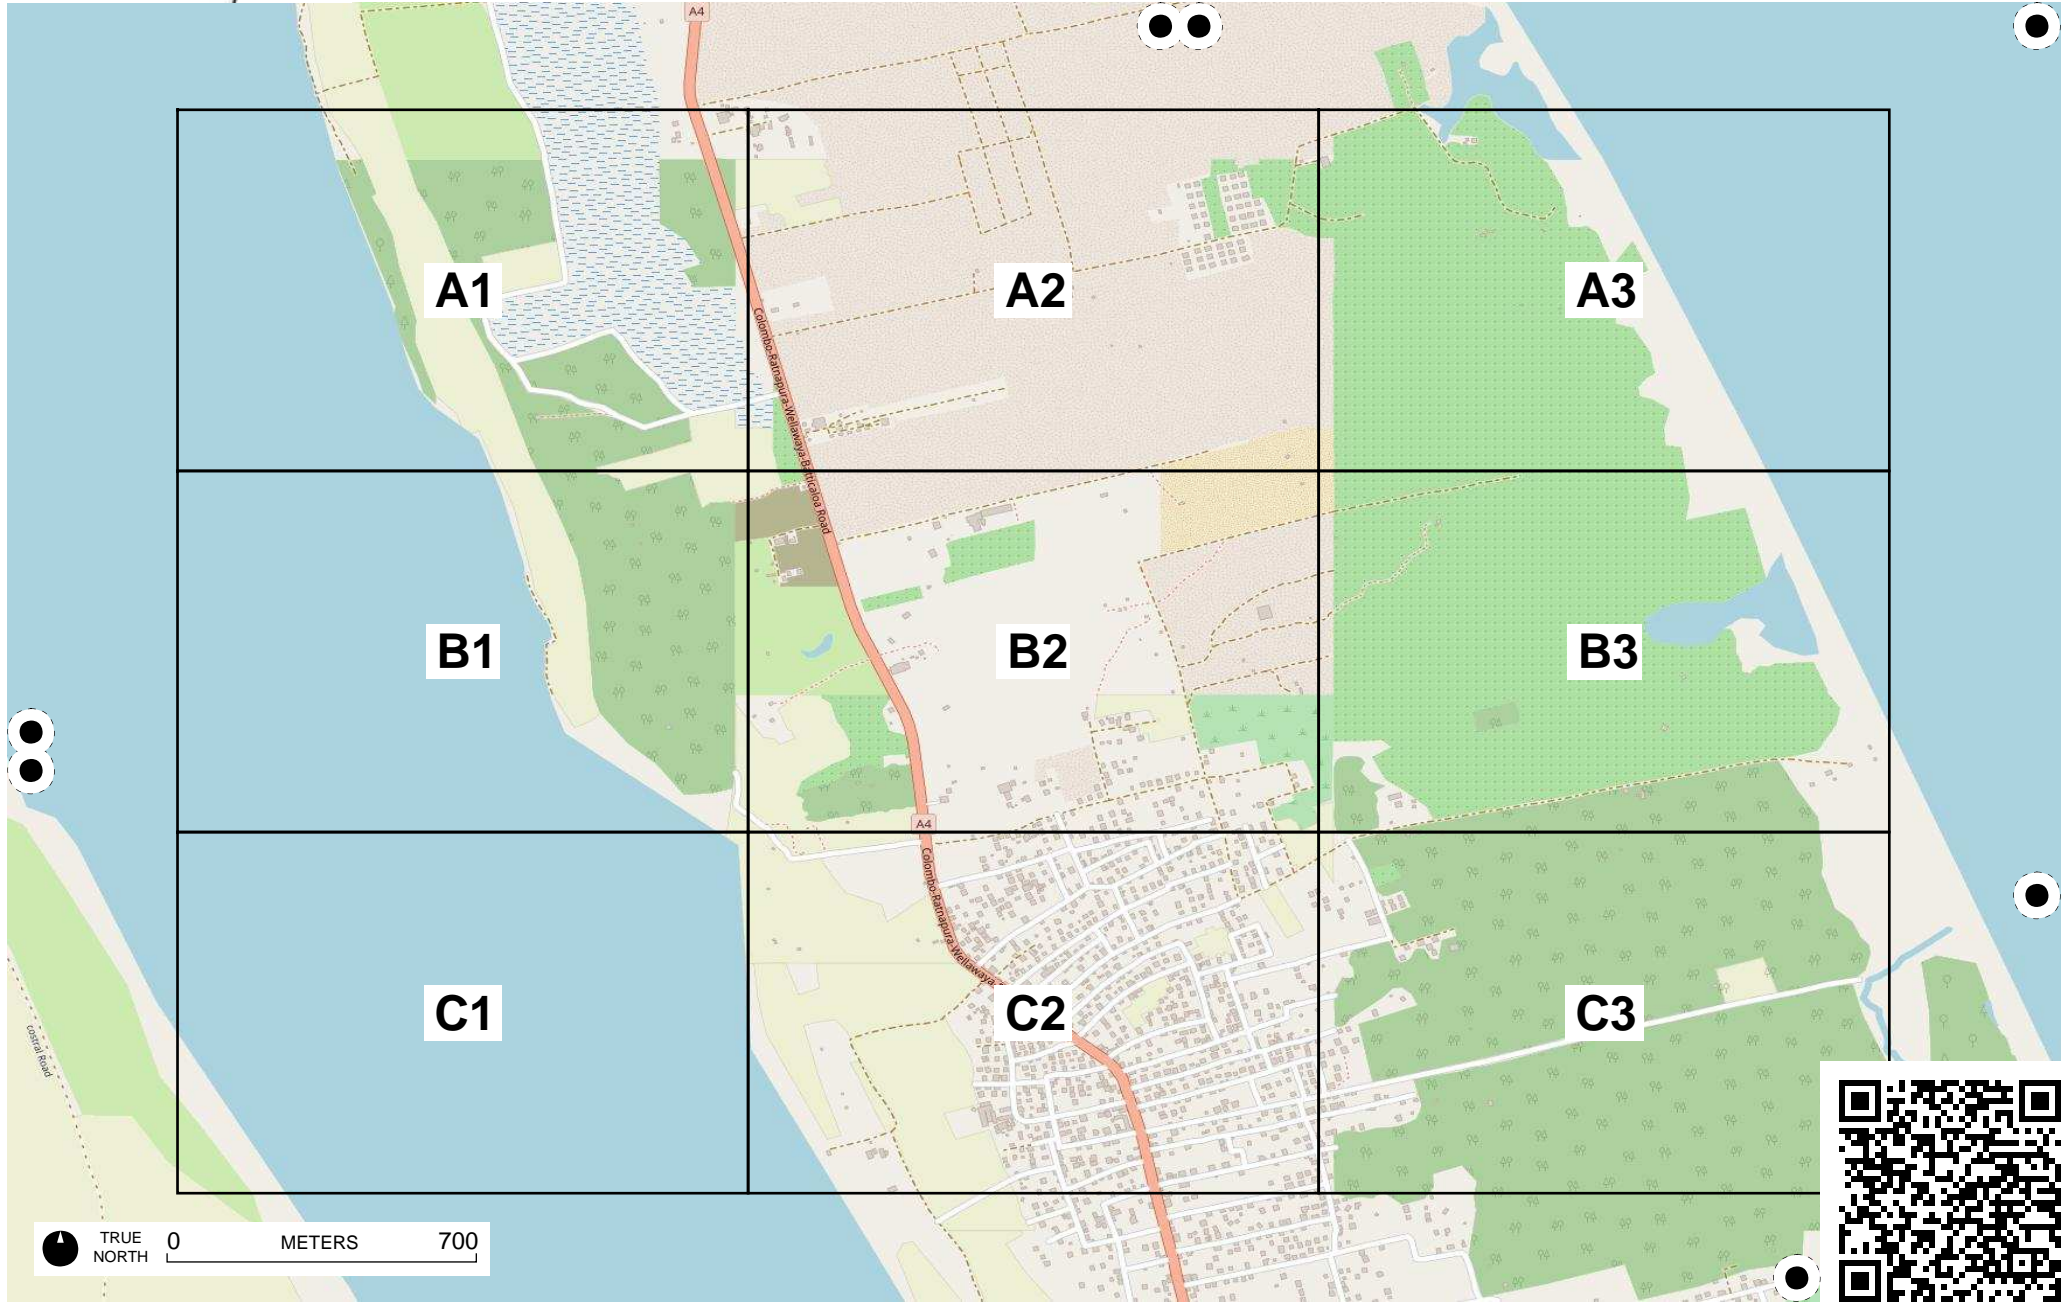 A4
A1
A2
A3
Colombo-Ratnapura-Wellawaya-Batticaloa Road
B1
B2
B3
A4
Colombo-Ratnapura-Wellawaya-
C1
C2
C3
costral Road
TRUE NORTH
0 METERS 700